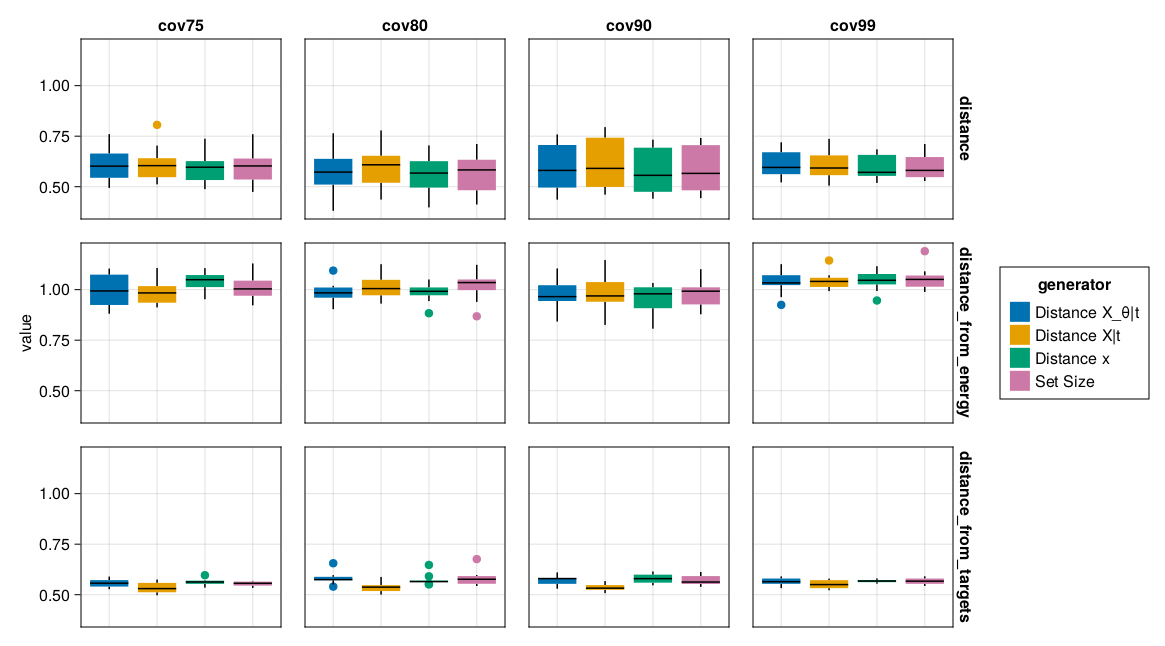 cov75 cov80 cov90 cov99
1.00
0.75
0.50
distance
1.00
0.75
0.50
distance_from_energy
value
1.00
0.75
0.50
distance_from_targets
generator
Distance X_θ|t
Distance X|t
Distance x
Set Size